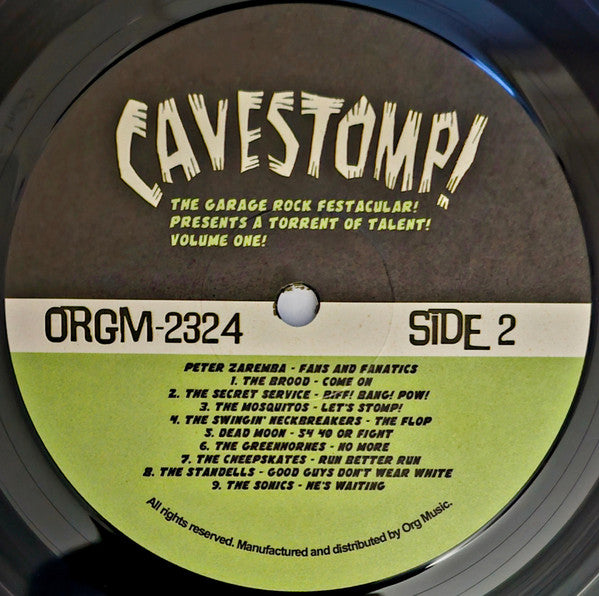 CAVESTOMP!
THE GARAGE ROCK FESTACULAR!
PRESENTS A TORRENT OF TALENT!
VOLUME ONE!
ORGM-2324 SIDE 2
PETER ZAREMBA - FANS AND FANATICS
1. THE BROOD - COME ON
2. THE SECRET SERVICE - BIFF! BANG! POW!
3. THE MOSQUITOS - LET'S STOMP!
4. THE SWINGIN' NECKBREAKERS - THE FLOP
5. DEAD MOON - 54 40 OR FIGHT
6. THE GREENHORNES - NO MORE
7. THE CHEEPSKATES - RUN BETTER RUN
8. THE STANDELLS - GOOD GUYS DON'T WEAR WHITE
9. THE SONICS - HE'S WAITING
All rights reserved. Manufactured and distributed by Org Music.